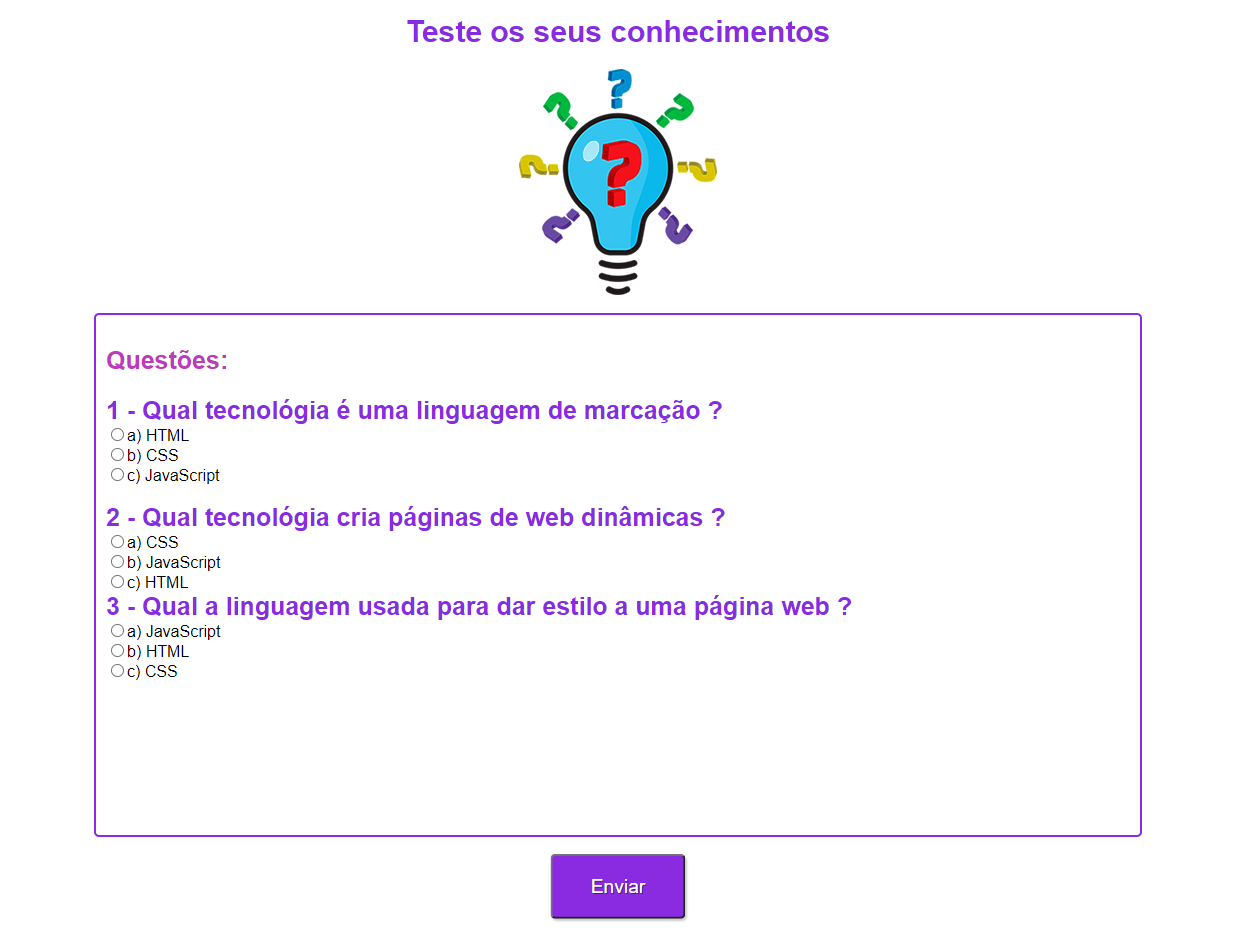 Teste os seus conhecimentos
Questões:
1 - Qual tecnológia é uma linguagem de marcação ?
a) HTML
b) CSS
c) JavaScript
2 - Qual tecnológia cria páginas de web dinâmicas ?
a) CSS
b) JavaScript
c) HTML
3 - Qual a linguagem usada para dar estilo a uma página web ?
a) JavaScript
b) HTML
c) CSS
Enviar